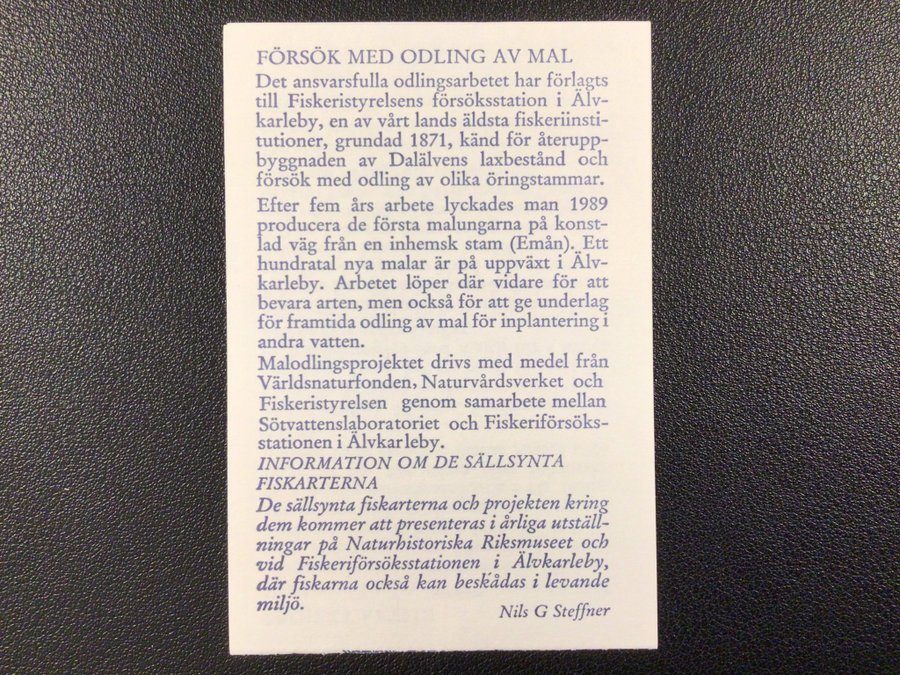 FÖRSÖK MED ODLING AV MAL
Det ansvarsfulla odlingsarbetet har förlagts
till Fiskeristyrelsens försöksstation i Älv-
karleby, en av vårt lands äldsta fiskeriinsti-
tutioner, grundad 1871, känd för återupp-
byggnaden av Dalälvens laxbestånd och
försök med odling av olika öringstammar.
Efter fem års arbete lyckades man 1989
producera de första malungarna på konst-
lad väg från en inhemsk stam (Emån). Ett
hundratal nya malar är på uppväxt i Älv-
karleby. Arbetet löper där vidare för att
bevara arten, men också för att ge underlag
för framtida odling av mal för inplantering i
andra vatten.
Malodlingsprojektet drivs med medel från
Världsnaturfonden, Naturvårdsverket och
Fiskeristyrelsen genom samarbete mellan
Sötvattenslaboratoriet och Fiskeriförsöks-
stationen i Älvkarleby.
INFORMATION OM DE SÄLLSYNTA
FISKARTERNA
De sällsynta fiskarterna och projekten kring
dem kommer att presenteras i årliga utställ-
ningar på Naturhistoriska Riksmuseet och
vid Fiskeriförsöksstationen i Älvkarleby,
där fiskarna också kan beskådas i levande
miljö.
Nils G Steffner